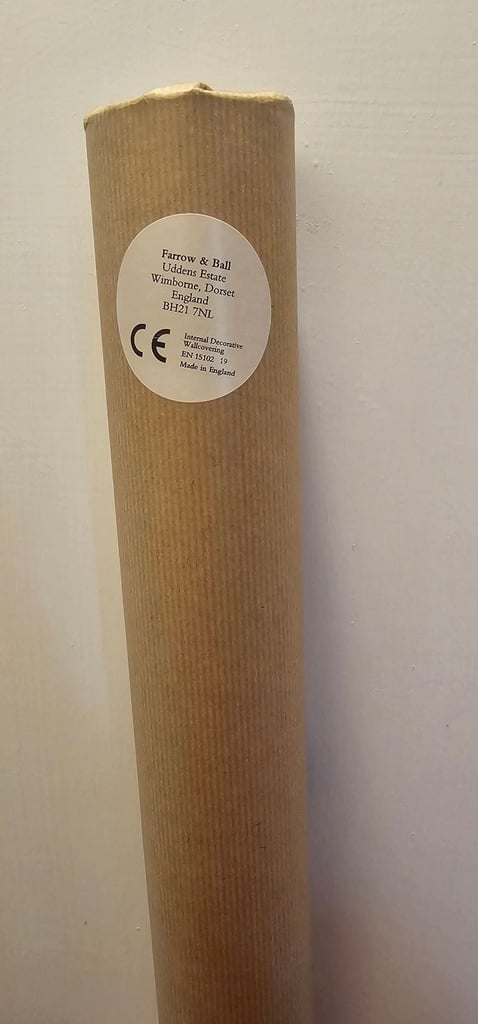 Farrow & Ball
Uddens Estate
Wimborne, Dorset
England
BH21 7NL
CE
Internal Decorative
Wallcovering
EN 15102 19
Made in England